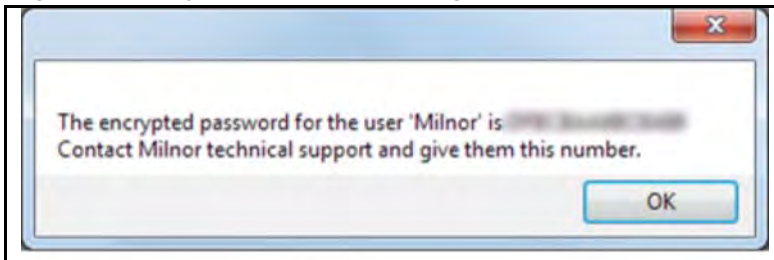 The encrypted password for the user 'Milnor' is
Contact Milnor technical support and give them this number.
OK